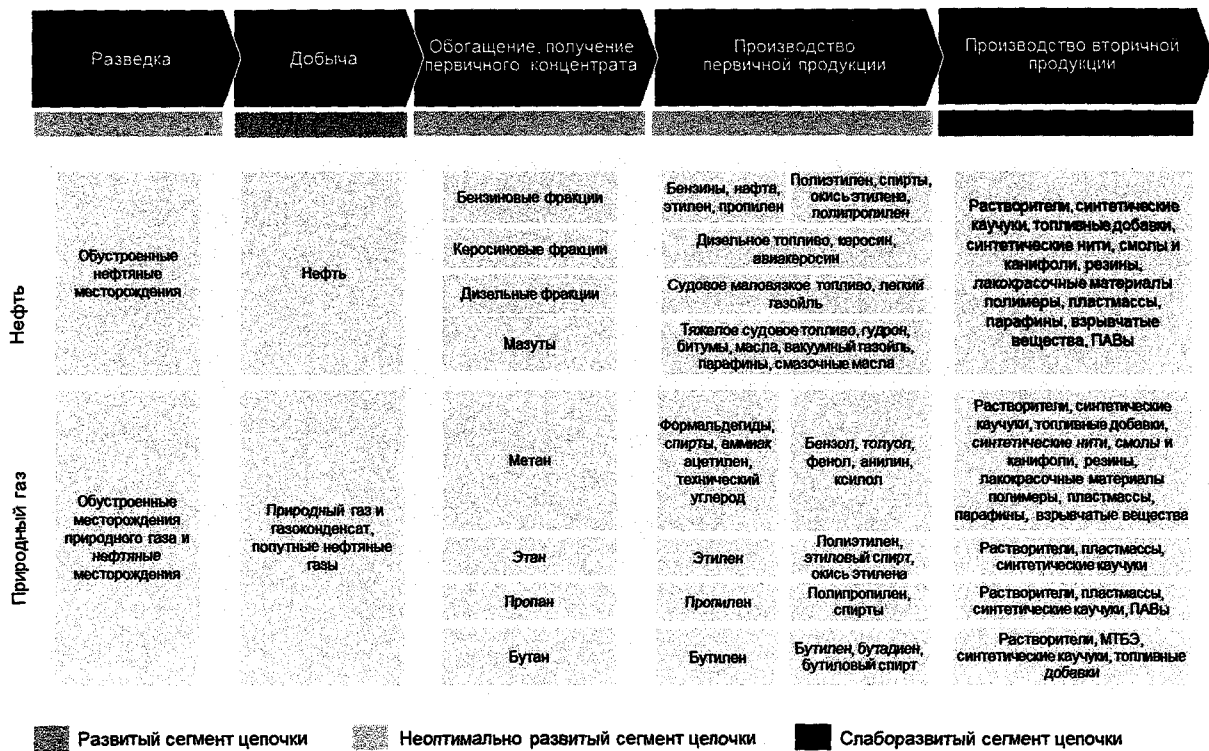 Разведка
Добыча
Обогащение, получение
первичного концентрата
Производство
первичной продукции
Производство вторичной
продукции
Нефть
Обустроенные
нефтяные
месторождения
Нефть
Бензиновые фракции
Бензины, нафта,
этилен, пропилен
Полиэтилен, спирты,
окись этилена,
полипропилен
Керосиновые фракции
Дизельное топливо, керосин,
авиакеросин
Дизельные фракции
Судовое маловязкое топливо, легкий
газойль
Мазуты
Тяжелое судовое топливо, гудрон,
битумы, масла, вакуумный газойль,
парафины, смазочные масла
Растворители, синтетические
каучуки, топливные добавки,
синтетические нити, смолы и
канифоли, резины,
лакокрасочные материалы
полимеры, пластмассы,
парафины, взрывчатые
вещества, ПАВы
Природный газ
Обустроенные
месторождения
природного газа и
нефтяные
месторождения
Природный газ и
газоконденсат,
попутные нефтяные
газы
Метан
Формальдегиды,
спирты, аммиак
ацетилен,
технический
углерод
Бензол, толуол,
фенол, анилин,
ксилол
Растворители, синтетические
каучуки, топливные добавки,
синтетические нити, смолы и
канифоли, резины,
лакокрасочные материалы
полимеры, пластмассы,
парафины, взрывчатые вещества
Этан
Этилен
Полиэтилен,
этиловый спирт,
окись этилена
Растворители, пластмассы,
синтетические каучуки
Пропан
Пропилен
Полипропилен,
спирты
Растворители, пластмассы,
синтетические каучуки, ПАВы
Бутан
Бутилен
Бутилен, бутадиен,
бутиловый спирт
Растворители, МТБЭ,
синтетические каучуки, топливные
добавки
Развитый сегмент цепочки
Неоптимально развитый сегмент цепочки
Слаборазвитый сегмент цепочки